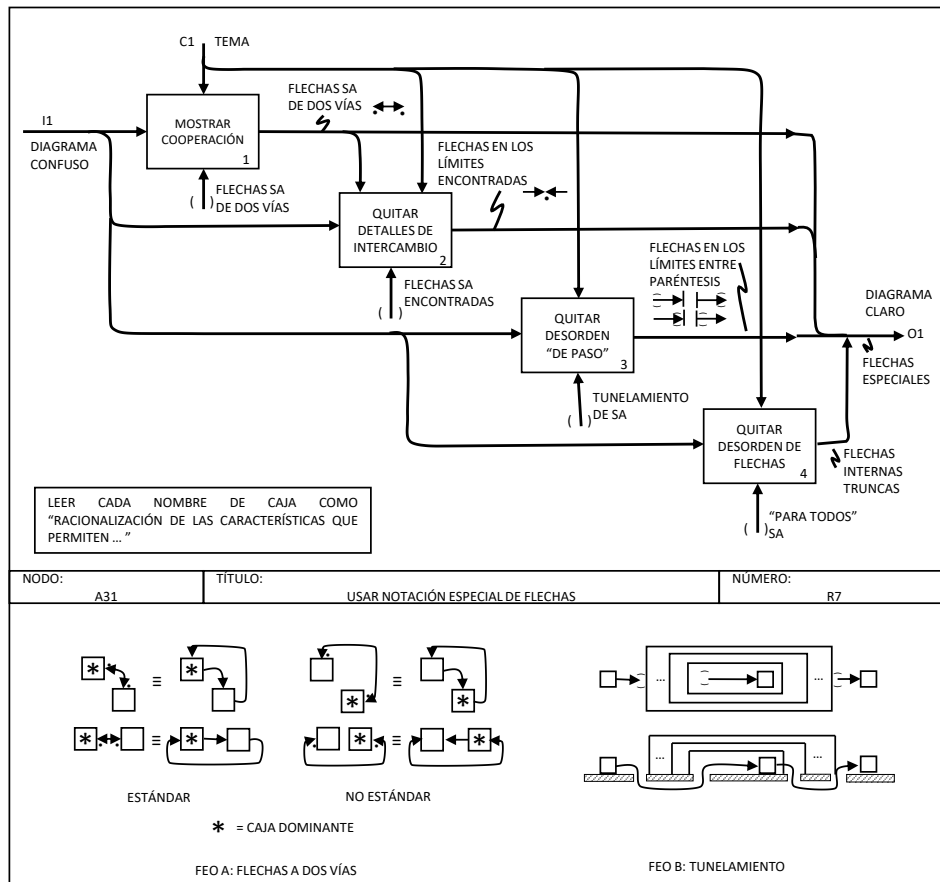 C1 TEMA
FLECHAS SA
DE DOS VÍAS
I1
DIAGRAMA
CONFUSO
MOSTRAR
COOPERACIÓN
1
FLECHAS EN LOS
LÍMITES
ENCONTRADAS
( ) FLECHAS SA
DE DOS VÍAS
QUITAR
DETALLES DE
INTERCAMBIO
2
FLECHAS EN LOS
LÍMITES ENTRE
PARÉNTESIS
( ) FLECHAS SA
ENCONTRADAS
QUITAR
DESORDEN
“DE PASO”
3
DIAGRAMA
CLARO
O1
FLECHAS
ESPECIALES
( ) TUNELAMIENTO
DE SA
QUITAR
DESORDEN DE
FLECHAS
4
FLECHAS
INTERNAS
TRUNCAS
( ) “PARA TODOS”
SA
LEER CADA NOMBRE DE CAJA COMO
“RACIONALIZACIÓN DE LAS CARACTERÍSTICAS QUE
PERMITEN ... ”
NODO:
A31
TÍTULO:
USAR NOTACIÓN ESPECIAL DE FLECHAS
NÚMERO:
R7
* ≡ *
* ≡ *
* ≡ *
* ≡ *
ESTÁNDAR
NO ESTÁNDAR
* = CAJA DOMINANTE
FEO A: FLECHAS A DOS VÍAS
... ...
... ...
FEO B: TUNELAMIENTO